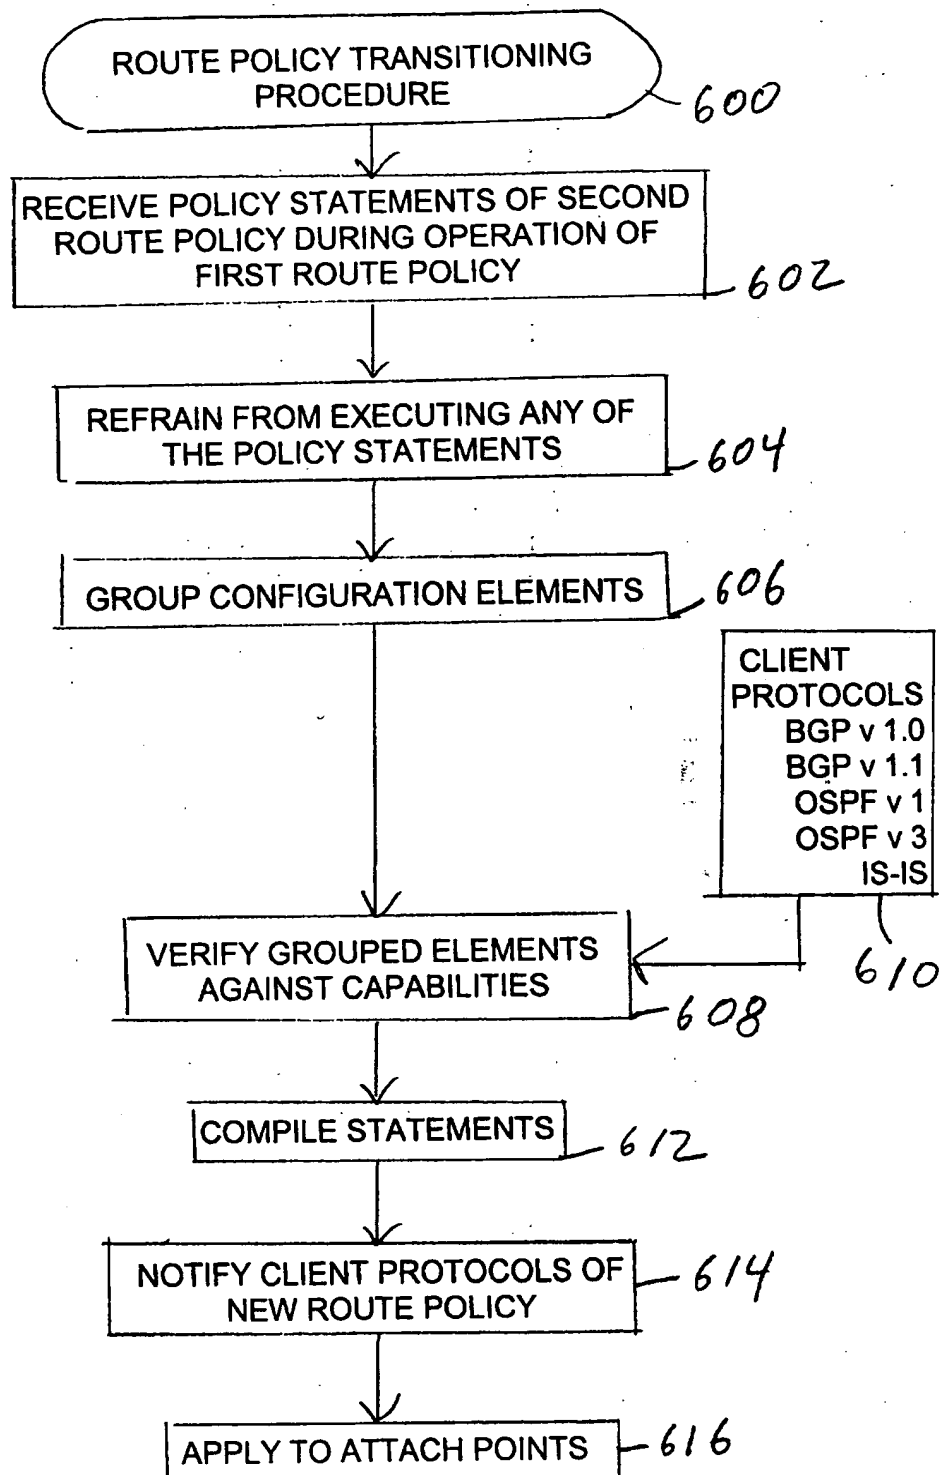 ROUTE POLICY TRANSITIONING
PROCEDURE
600
RECEIVE POLICY STATEMENTS OF SECOND
ROUTE POLICY DURING OPERATION OF
FIRST ROUTE POLICY
602
REFRAIN FROM EXECUTING ANY OF
THE POLICY STATEMENTS
604
GROUP CONFIGURATION ELEMENTS
606
CLIENT
PROTOCOLS
BGP v 1.0
BGP v 1.1
OSPF v 1
OSPF v 3
IS-IS
610
VERIFY GROUPED ELEMENTS
AGAINST CAPABILITIES
608
COMPILE STATEMENTS
612
NOTIFY CLIENT PROTOCOLS OF
NEW ROUTE POLICY
614
APPLY TO ATTACH POINTS
616